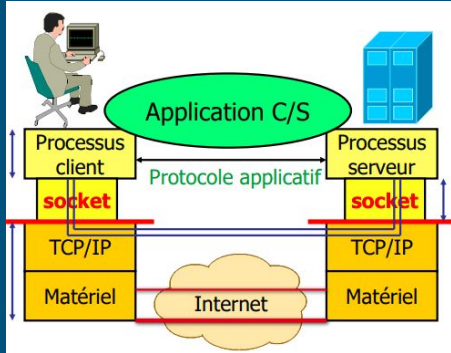 Application C/S
Processus
client
Processus
serveur
Protocole applicatif
socket
socket
TCP/IP
TCP/IP
Matériel
Internet
Matériel